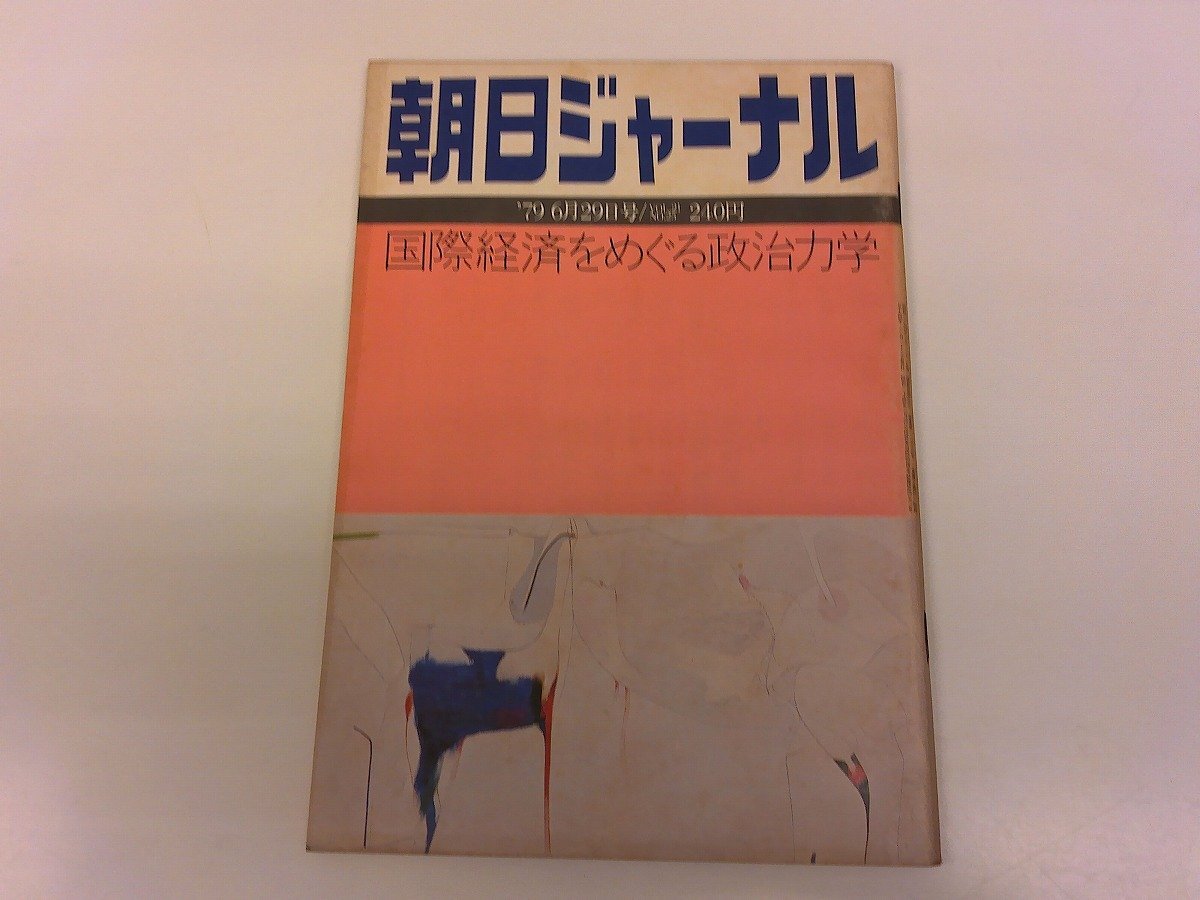 朝日ジャーナル
'79 6月29日号/ 240円
国際経済をめぐる政治力学